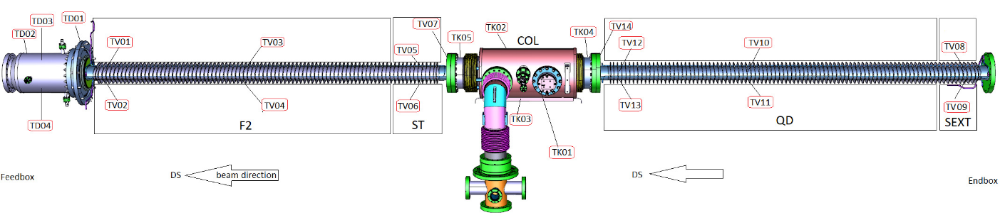 TD03
TD01
TD02
TV01
TV03
TV07
TV05
TK05
TK02
COL
TK04
TV14
TV12
TV10
TV08
TV02
TV04
TV06
TK03
TV13
TV11
TV09
TD04
F2
ST
QD
SEXT
TK01
Feedbox
DS
beam direction
DS
Endbox